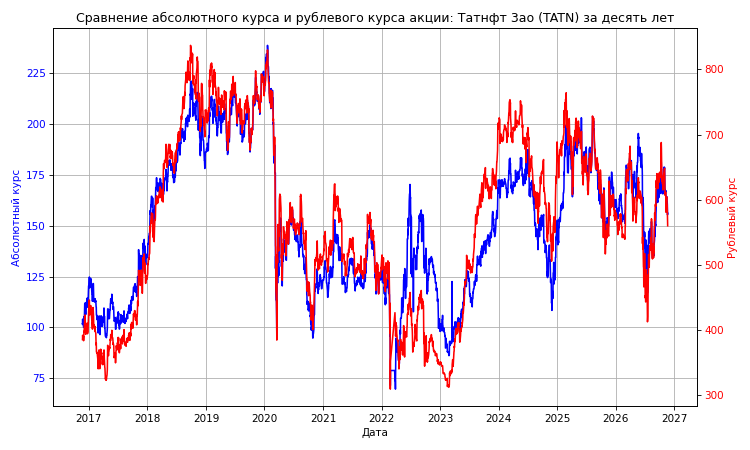 Сравнение абсолютного курса и рублевого курса акции: Татнфт 3ао (TATN) за десять лет
Абсолютный курс
225
200
175
150
125
100
75
800
700
600
500
400
300
Рублевый курс
2017 2018 2019 2020 2021 2022 2023 2024 2025 2026 2027
Дата